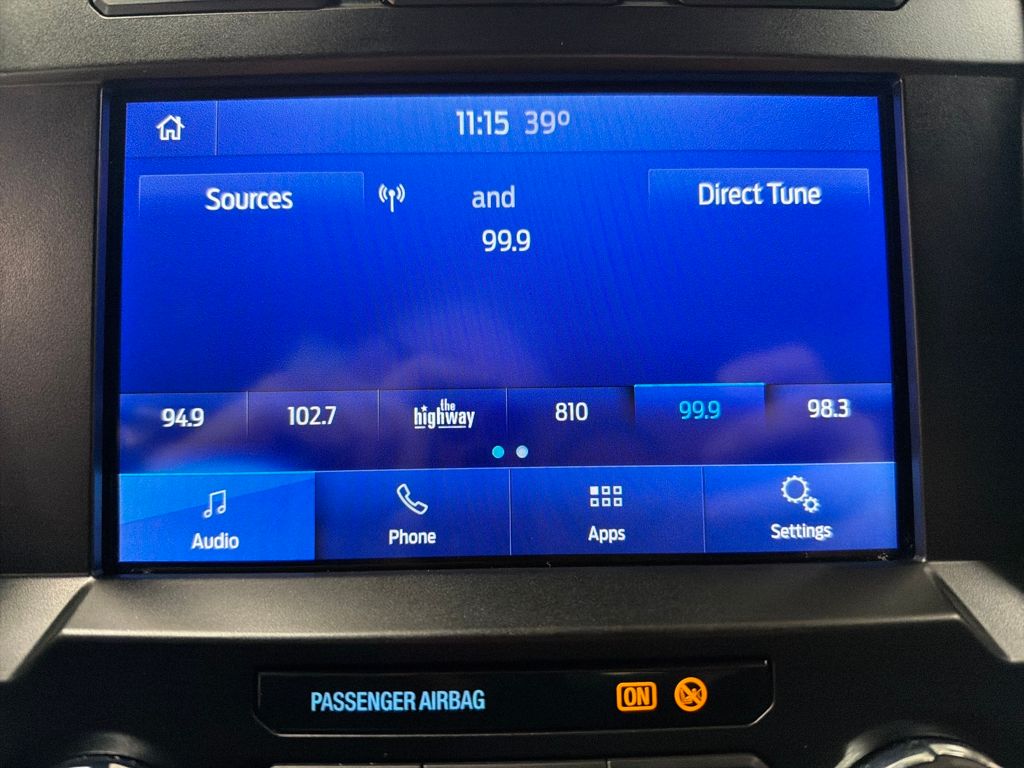 11:15 39º
Sources and Direct Tune
99.9
94.9 102.7 the highway 810 99.9 98.3
Audio Phone Apps Settings
PASSENGER AIRBAG ON